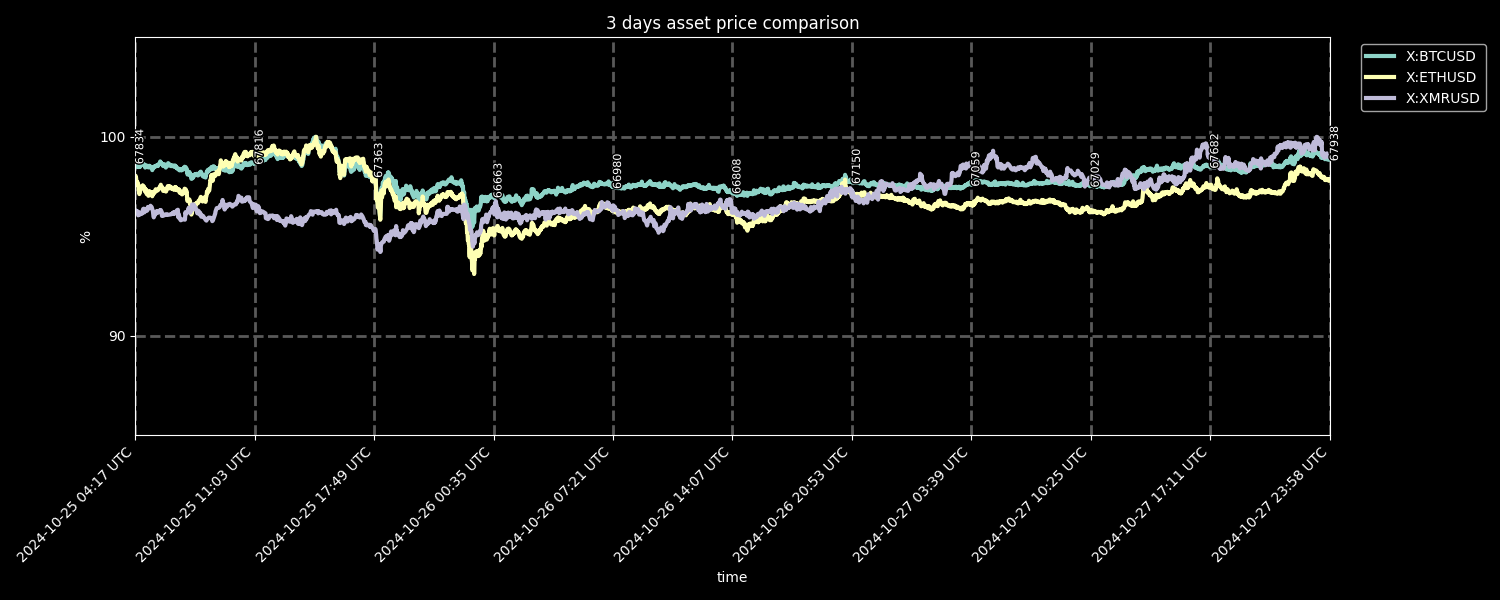 3 days asset price comparison
X:BTCUSD
X:ETHUSD
X:XMRUSD
%
100
90
67834
67816
67363
66663
66980
66808
67150
67059
67029
67682
67938
2024-10-25 04:17 UTC
2024-10-25 11:03 UTC
2024-10-25 17:49 UTC
2024-10-26 00:35 UTC
2024-10-26 07:21 UTC
2024-10-26 14:07 UTC
2024-10-26 20:53 UTC
2024-10-27 03:39 UTC
2024-10-27 10:25 UTC
2024-10-27 17:11 UTC
2024-10-27 23:58 UTC
time